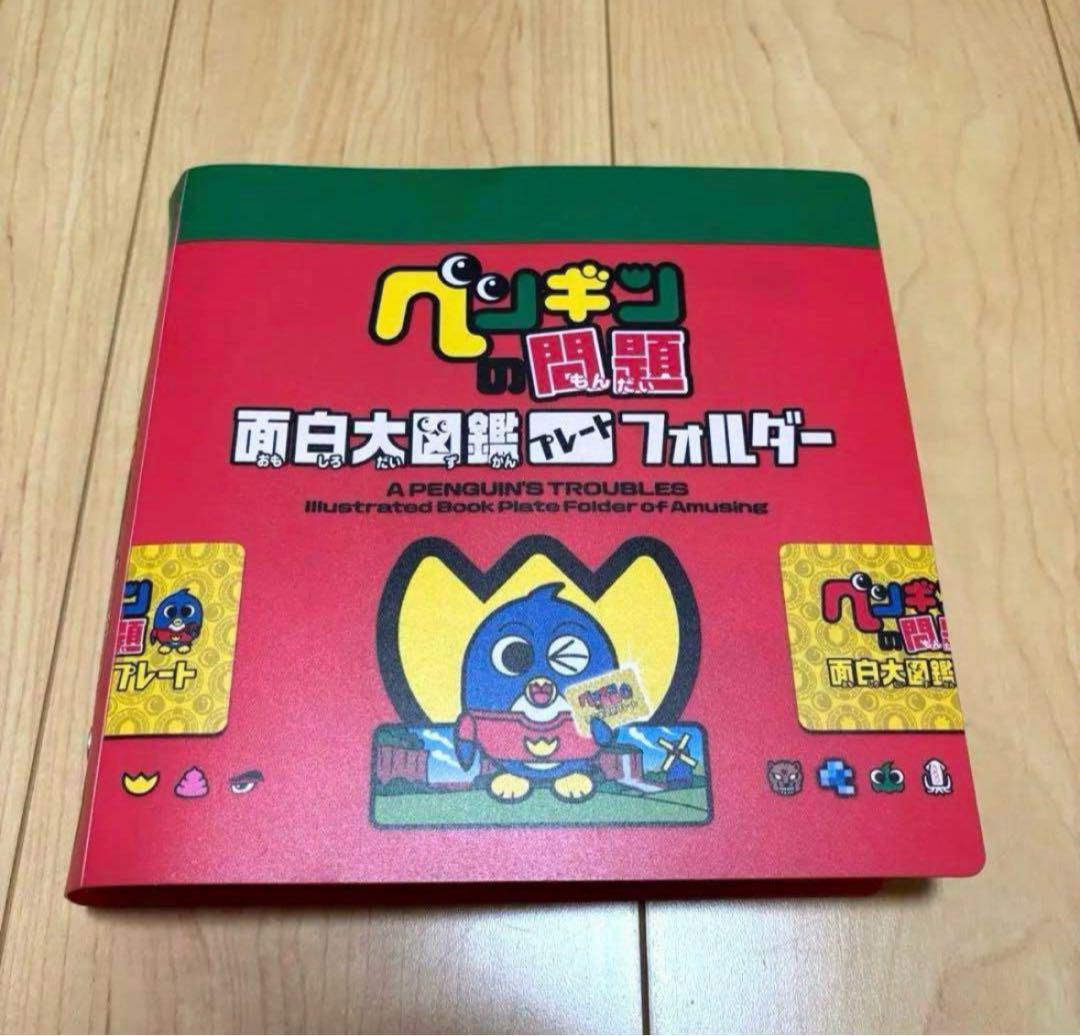 ペンギン
の問題
もんだい
面白大図鑑プレートフォルダー
おもしろだいずかん
A PENGUIN'S TROUBLES
Illustrated Book Plate Folder of Amusing
ン
題
プレート
ペンギ
の問題
面白大図鑑